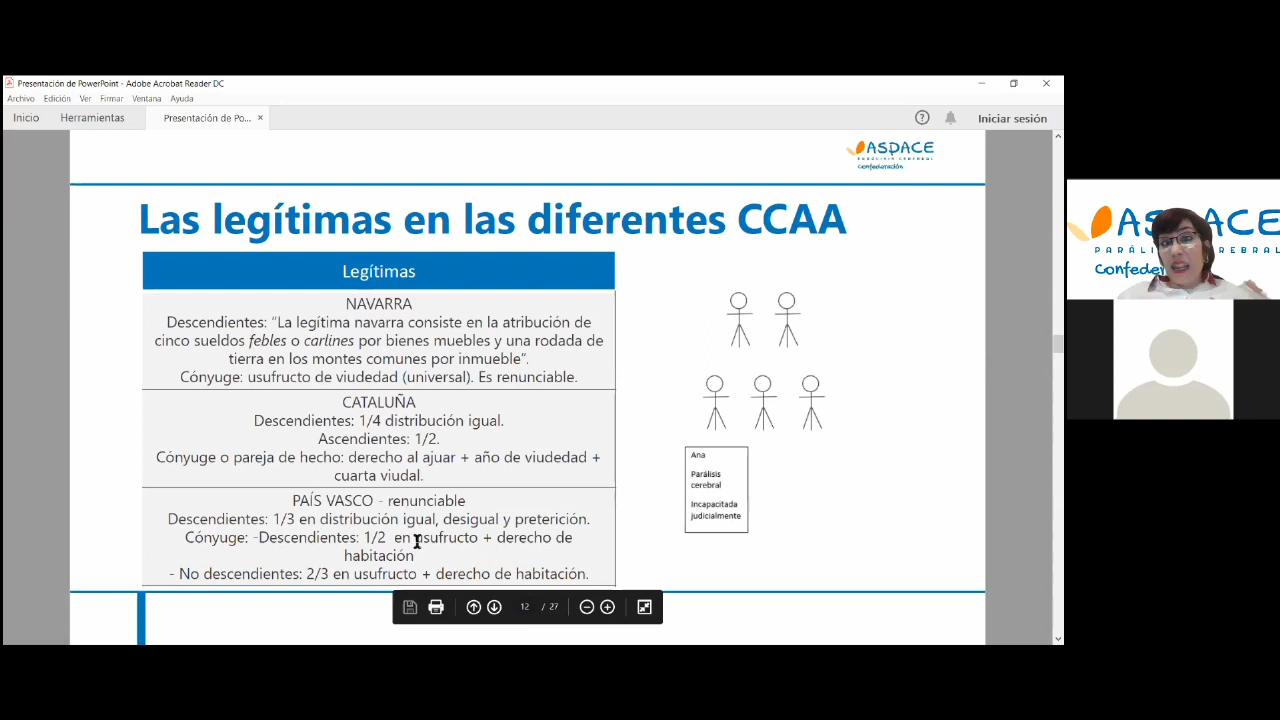 Presentación de PowerPoint - Adobe Acrobat Reader DC
Archivo Edición Ver Firmar Ventana Ayuda
Inicio Herramientas Presentación de Po... × Iniciar sesión
ASPACE
PARÁLISIS CEREBRAL
Confederación
Las legítimas en las diferentes CCAA
Legítimas
NAVARRA
Descendientes: “La legítima navarra consiste en la atribución de
cinco sueldos febles o carlines por bienes muebles y una rodada de
tierra en los montes comunes por inmueble”.
Cónyuge: usufructo de viudedad (universal). Es renunciable.
CATALUÑA
Descendientes: 1/4 distribución igual.
Ascendientes: 1/2.
Cónyuge o pareja de hecho: derecho al ajuar + año de viudedad +
cuarta viudal.
PAÍS VASCO - renunciable
Descendientes: 1/3 en distribución igual, desigual y preterición.
Cónyuge: -Descendientes: 1/2 en usufructo + derecho de
habitación
- No descendientes: 2/3 en usufructo + derecho de habitación.
Ana
Parálisis
cerebral
Incapacitada
judicialmente
12 / 27
ASPACE
PARÁLI EREBRAL
Confeder